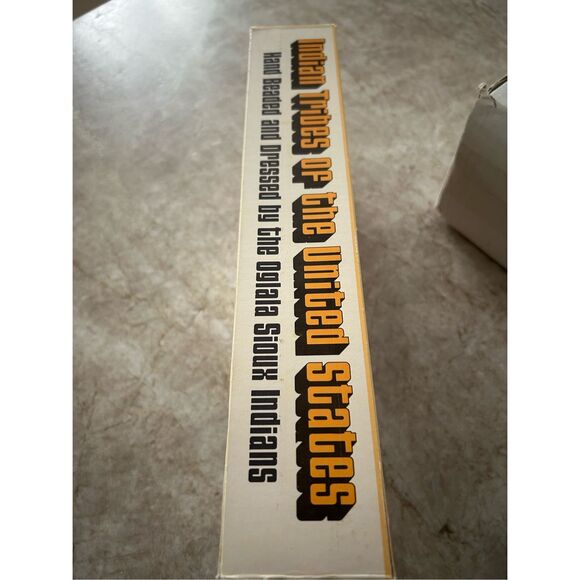 Indian Tribes of the United States
Hand Beaded and Dressed by the Oglala Sioux Indians